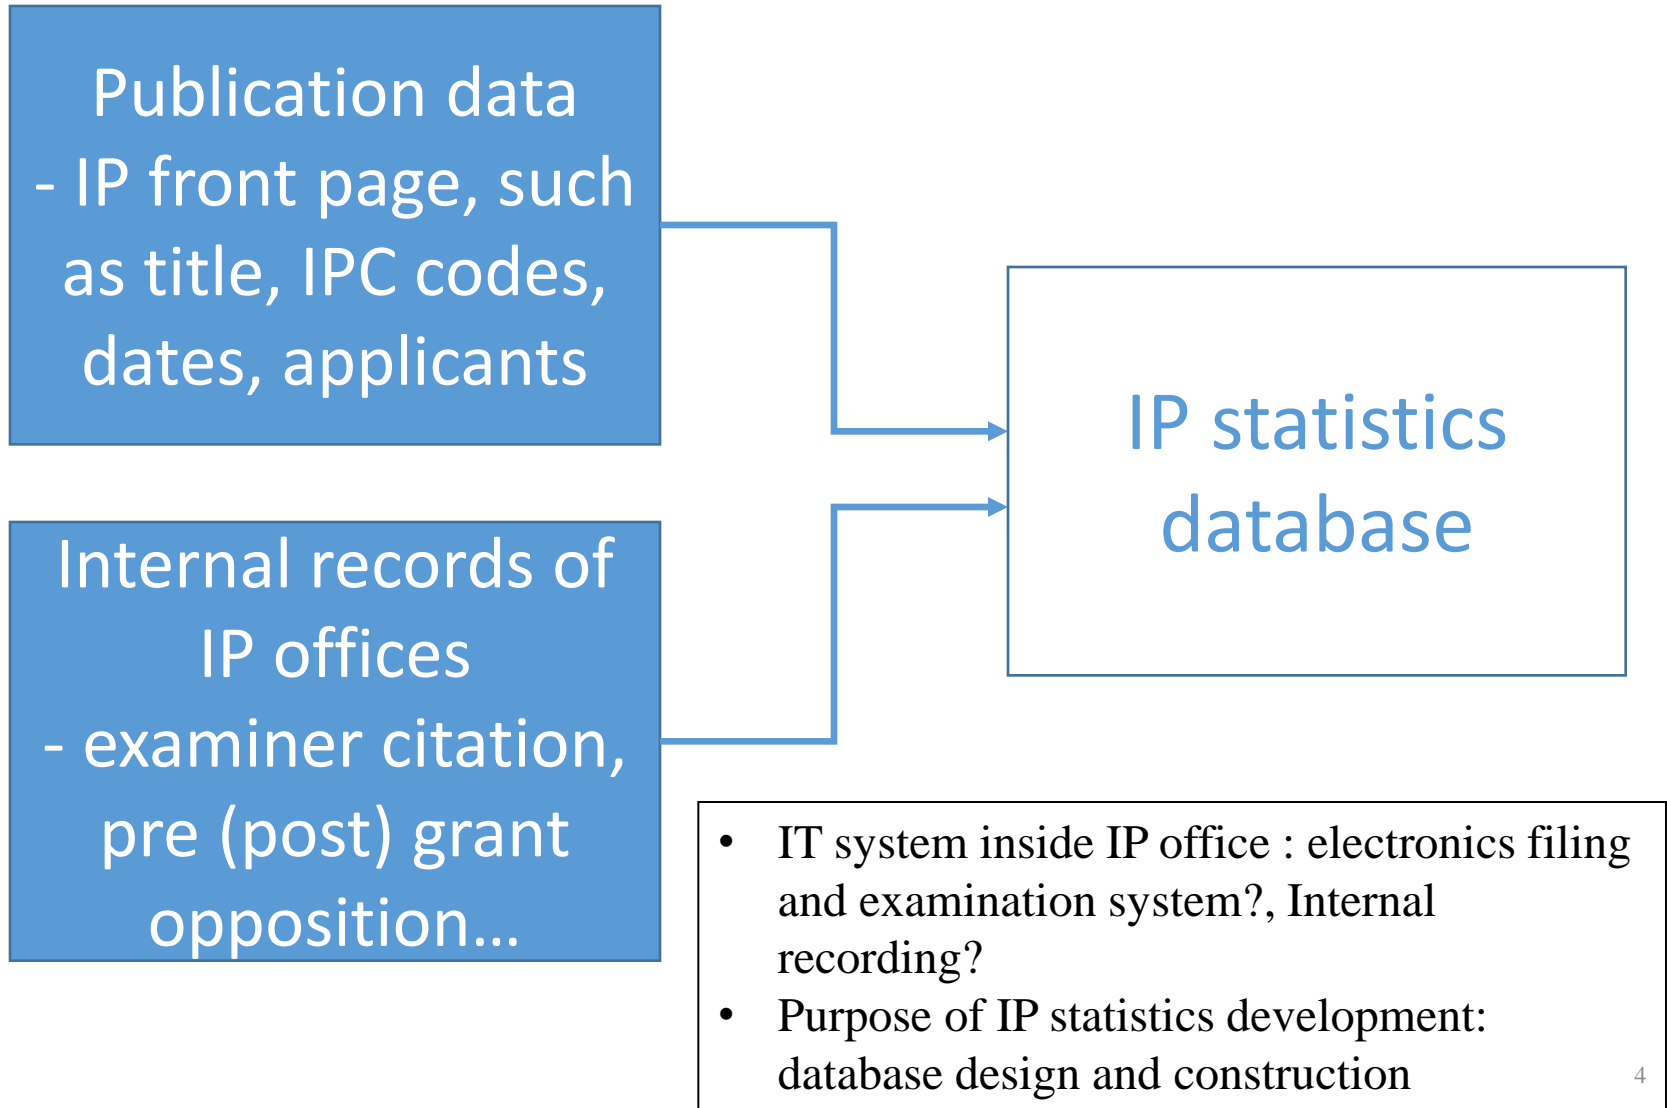 Publication data
- IP front page, such
as title, IPC codes,
dates, applicants
IP statistics
database
Internal records of
IP offices
- examiner citation,
pre (post) grant
opposition…
• IT system inside IP office : electronics filing
and examination system?, Internal
recording?
• Purpose of IP statistics development:
database design and construction
4